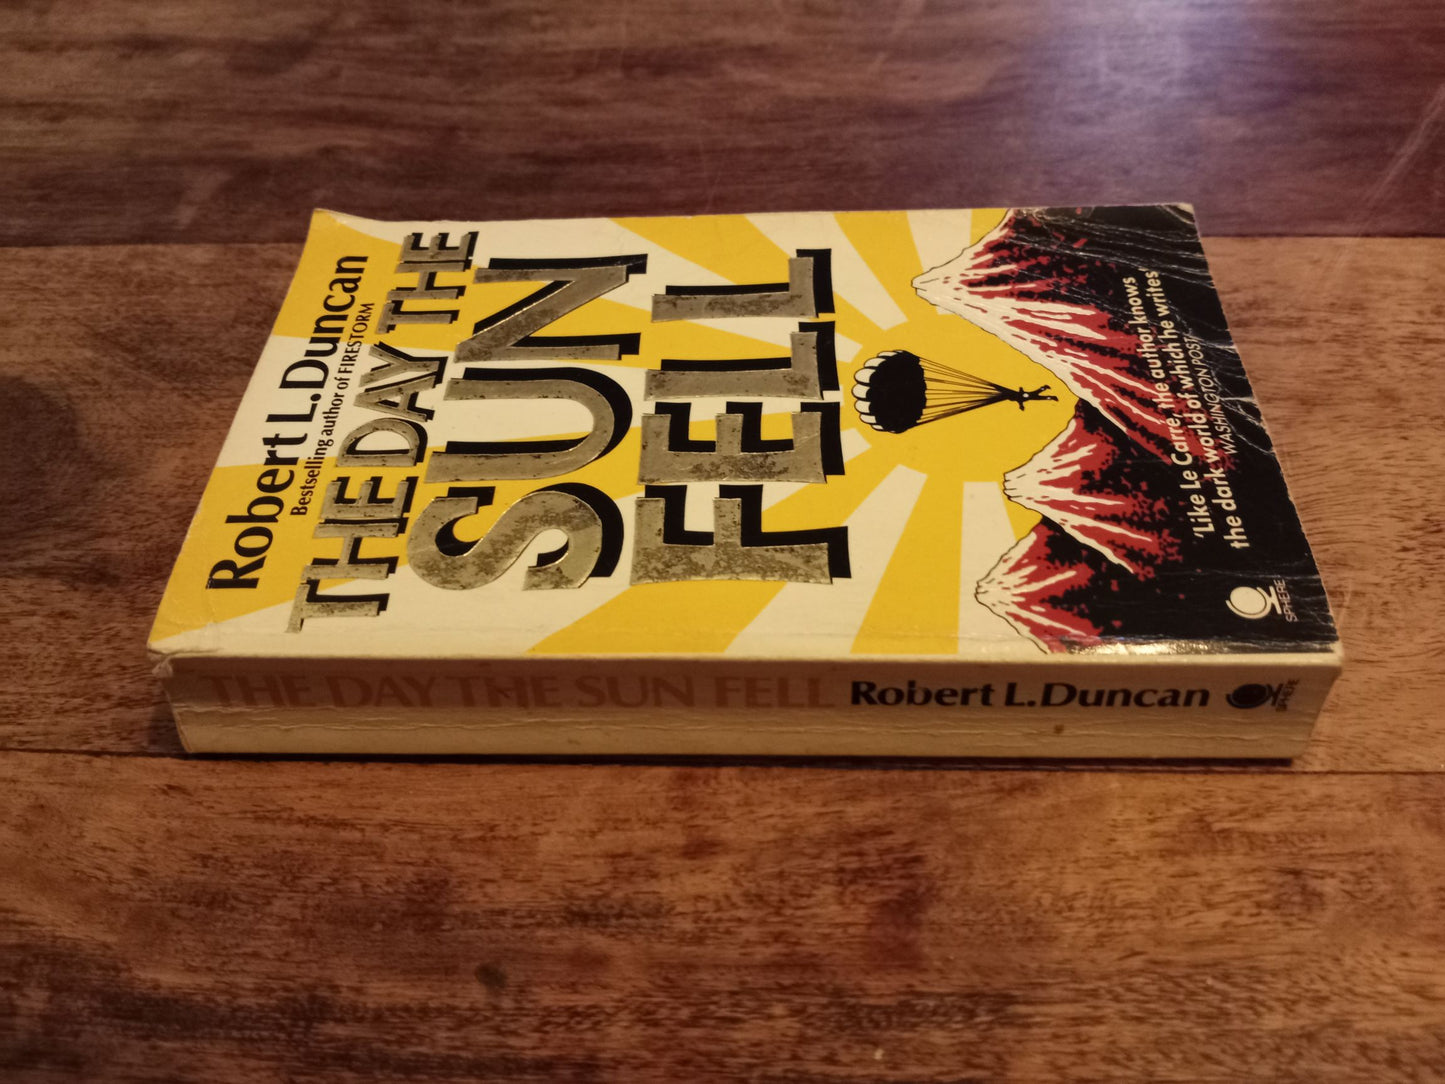 Robert L. Duncan
Bestselling author of FIRESTORM
THE DAY THE
SUN
FELL
'Like Le Carré, the author knows
the dark world of which he writes'
WASHINGTON POST
SPHERE
THE DAY THE SUN FELL Robert L. Duncan SPHERE